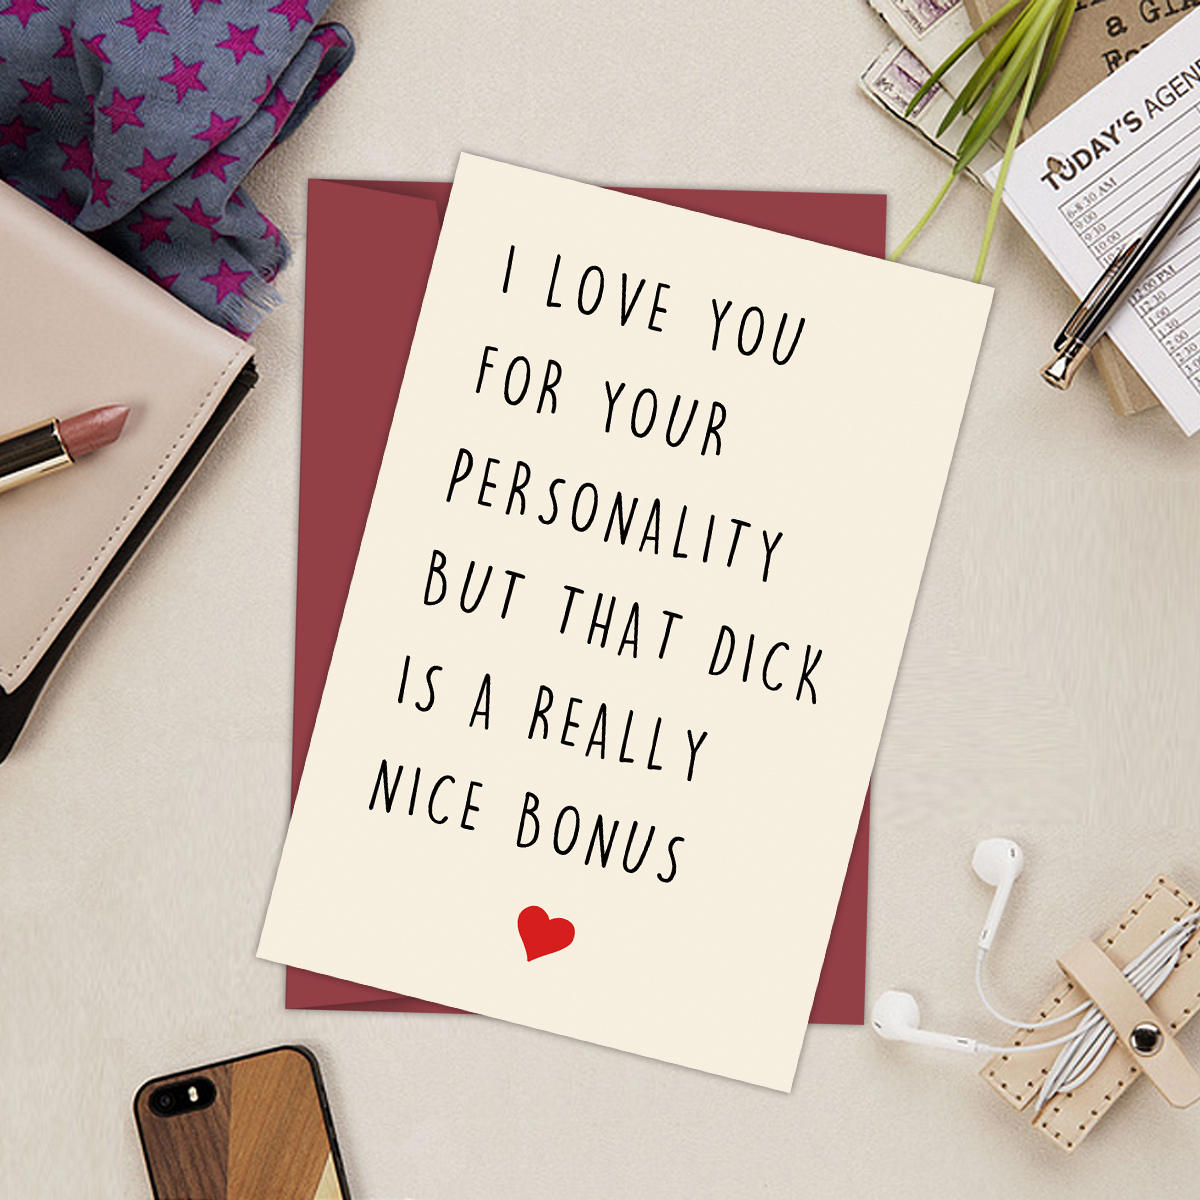 I LOVE YOU
FOR YOUR
PERSONALITY
BUT THAT DICK
IS A REALLY
NICE BONUS
a GIA
TODAY'S AGEN
6-8:30 AM
9:00
9:30
10:00
12:00 PM
12:30
1:00
1:30
2:00
2:30